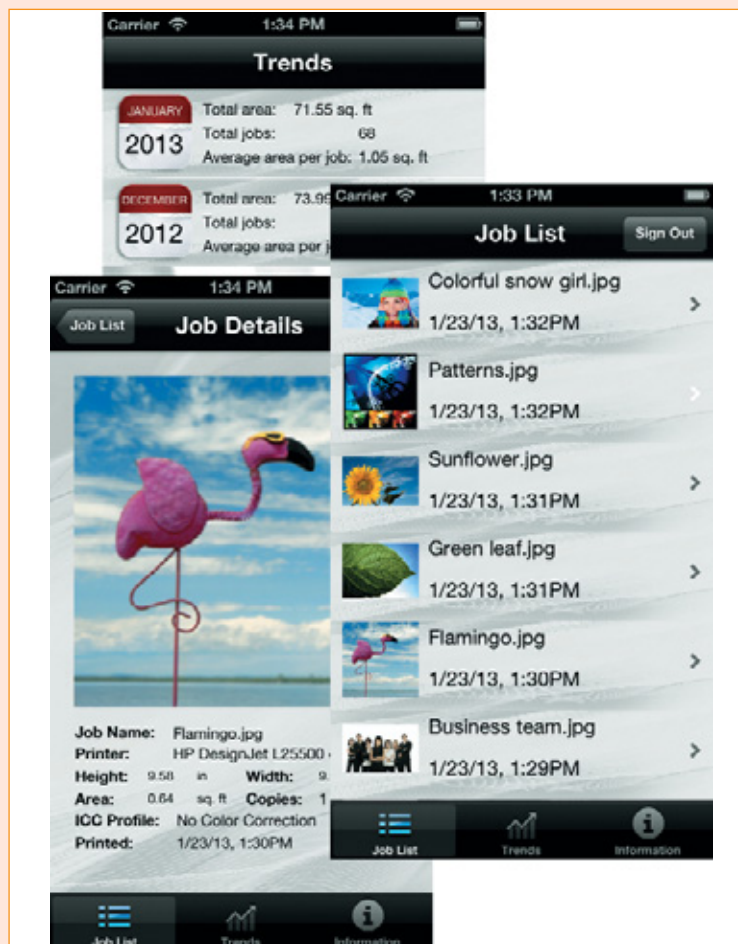 Carrier 1:34 PM
Trends
JANUARY
2013
Total area: 71.55 sq. ft
Total jobs: 68
Average area per job: 1.05 sq. ft
DECEMBER
2012
Total area: 73.99
Total jobs:
Average area per
Carrier 1:33 PM
Job List Sign Out
Colorful snow girl.jpg
1/23/13, 1:32PM
Patterns.jpg
1/23/13, 1:32PM
Sunflower.jpg
1/23/13, 1:31PM
Green leaf.jpg
1/23/13, 1:31PM
Flamingo.jpg
1/23/13, 1:30PM
Business team.jpg
1/23/13, 1:29PM
Job List Trends Information
Carrier 1:34 PM
Job List Job Details
Job Name: Flamingo.jpg
Printer: HP DesignJet L25500
Height: 9.58 in Width: 9.
Area: 0.64 sq. ft Copies: 1
ICC Profile: No Color Correction
Printed: 1/23/13, 1:30PM
Job List Trends Information